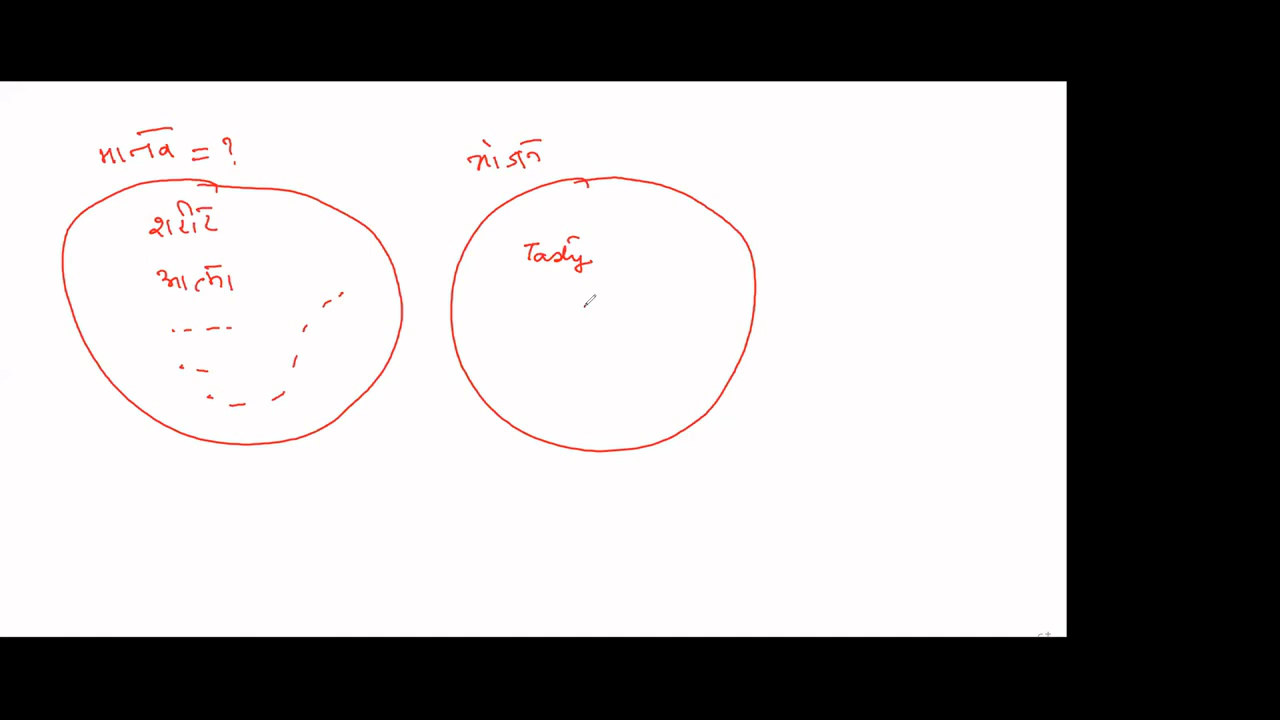 માનવ = ?
શરીર
આત્મા
ભોજન
Tasty